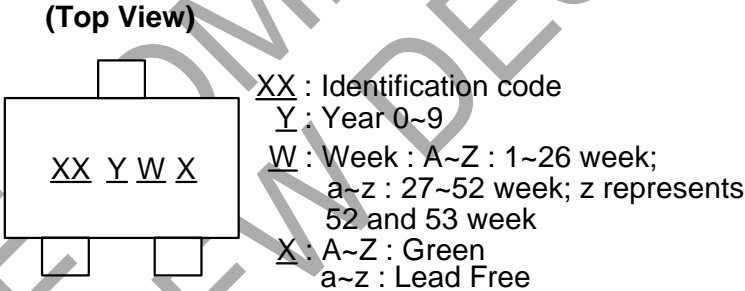 (Top View)
XX Y W X
XX : Identification code
Y : Year 0~9
W : Week : A~Z : 1~26 week;
a~z : 27~52 week; z represents
52 and 53 week
X : A~Z : Green
a~z : Lead Free